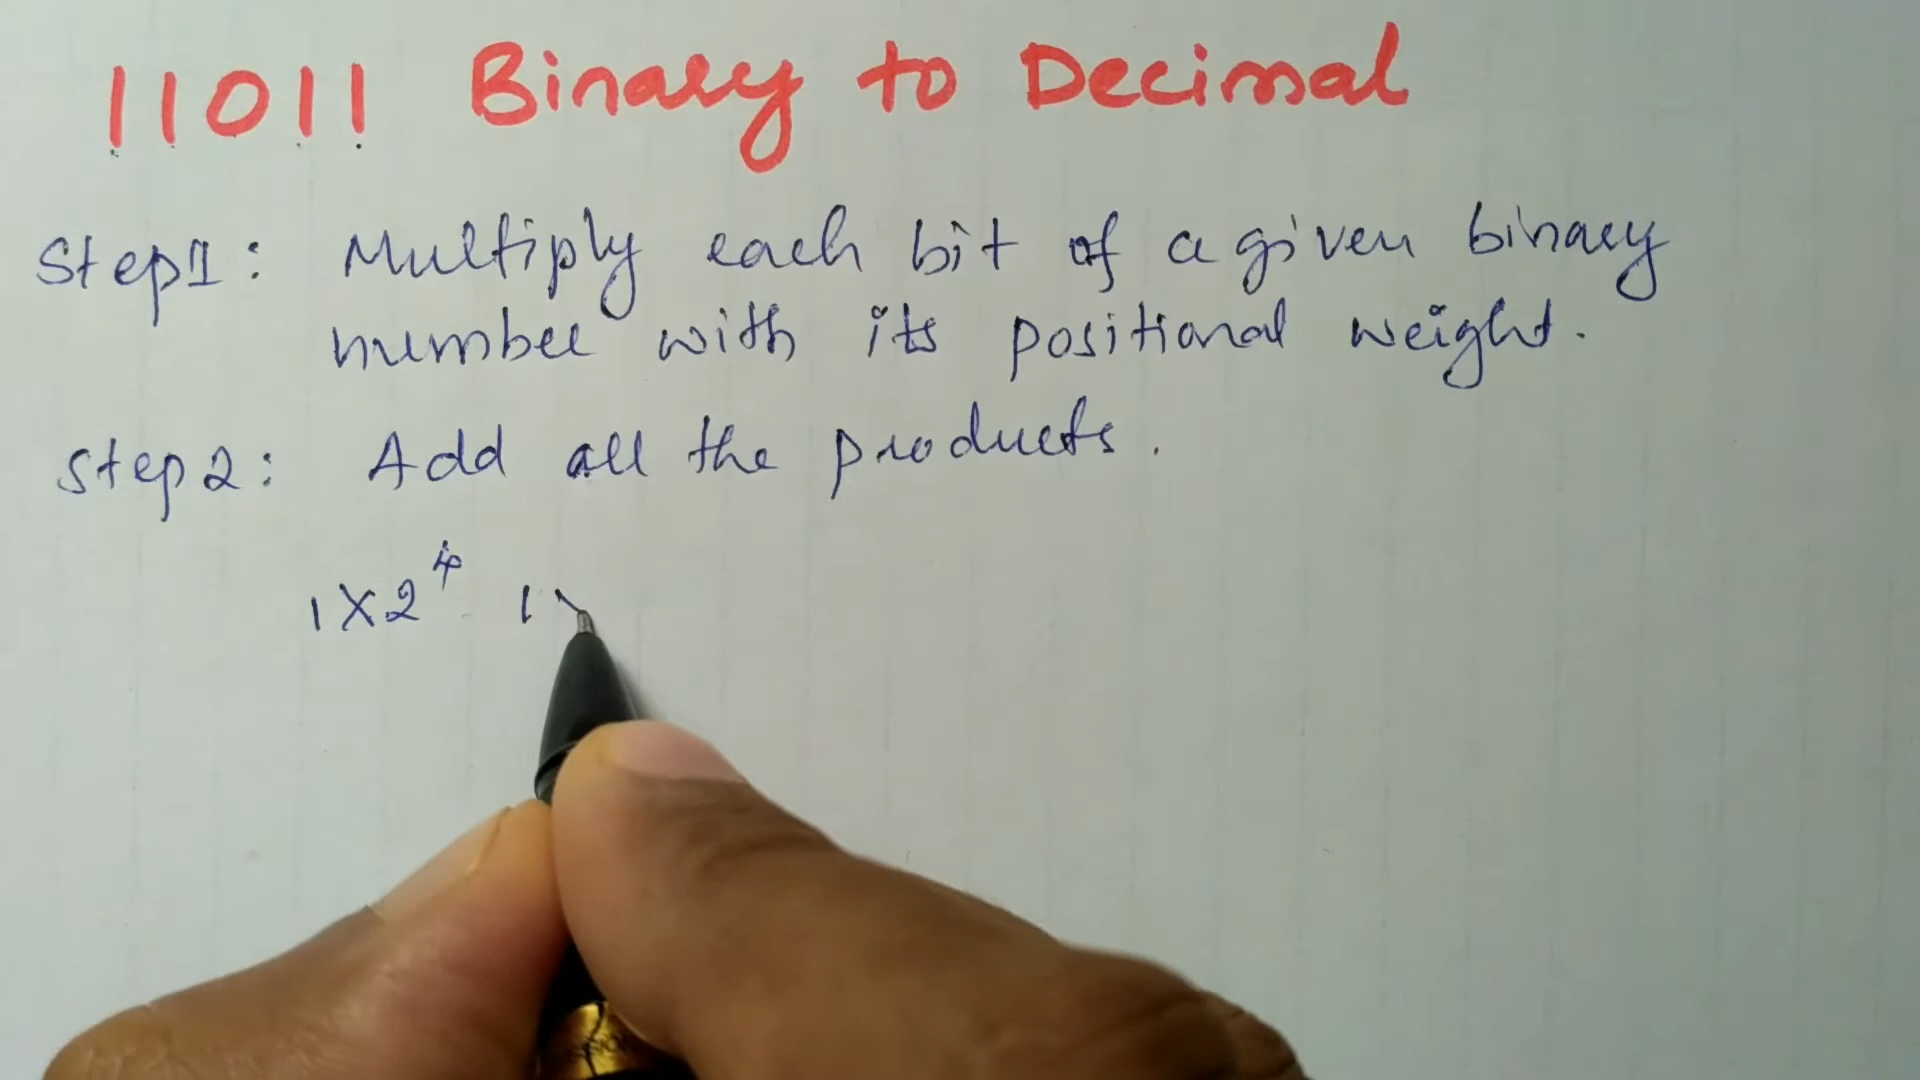 11011 Binary to Decimal
Step1: Multiply each bit of a given binary
number with its positional weight.
Step2: Add all the products.
1×2⁴ 1